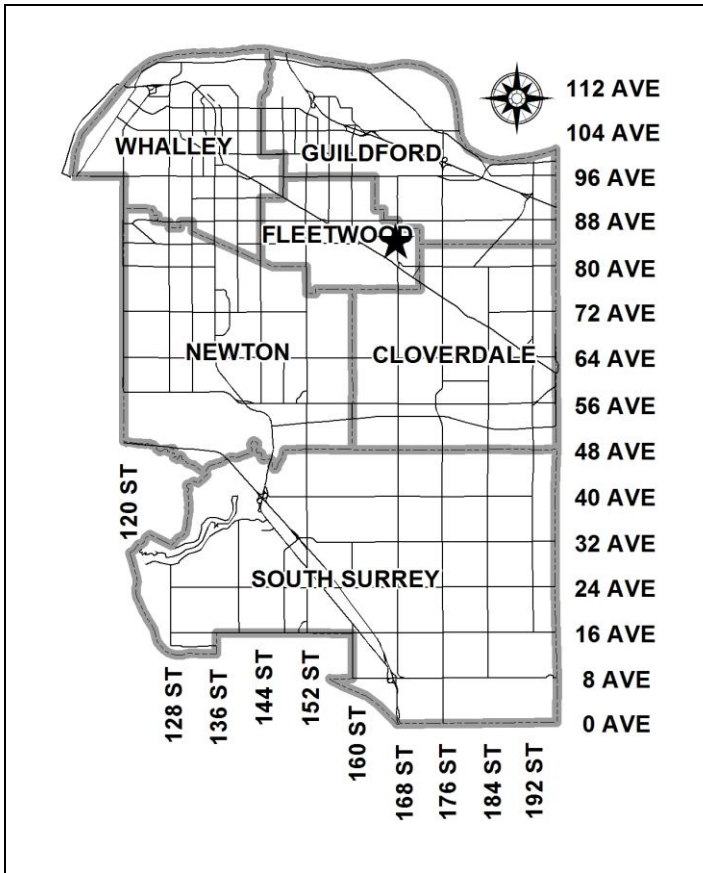 112 AVE
104 AVE
WHALLEY
GUILDFORD
96 AVE
88 AVE
FLEETWOOD
80 AVE
72 AVE
NEWTON
CLOVERDALE
64 AVE
56 AVE
48 AVE
120 ST
40 AVE
32 AVE
SOUTH SURREY
24 AVE
16 AVE
8 AVE
0 AVE
128 ST
136 ST
144 ST
152 ST
160 ST
168 ST
176 ST
184 ST
192 ST